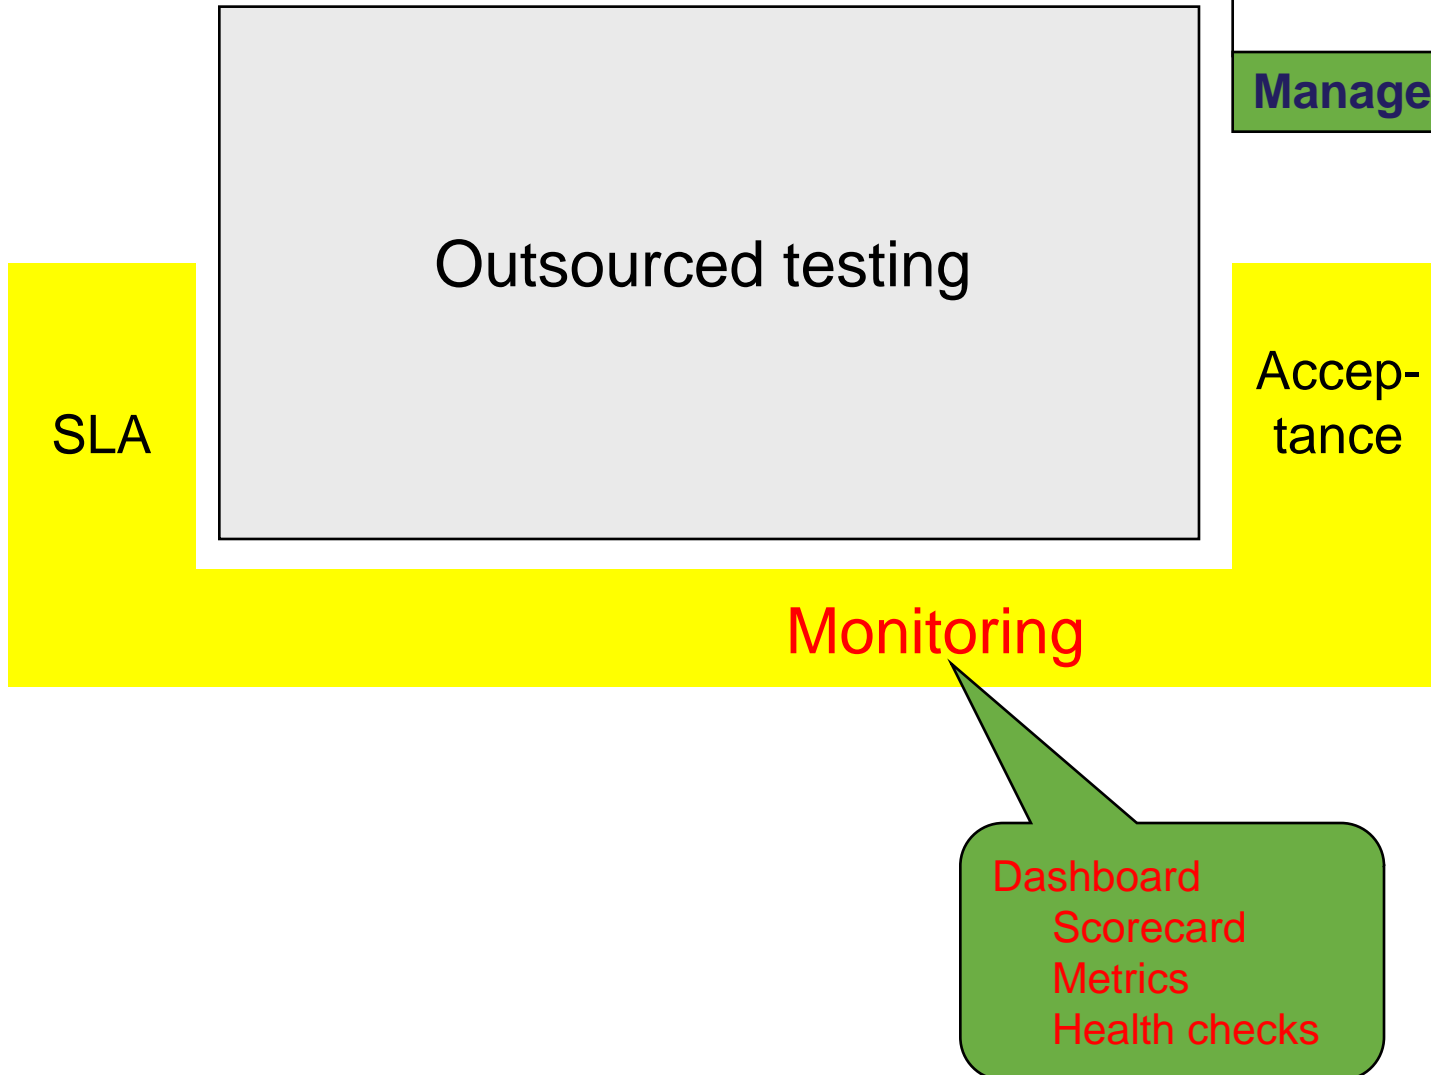 Manage
Outsourced testing
SLA
Accep-
tance
Monitoring
Dashboard
Scorecard
Metrics
Health checks